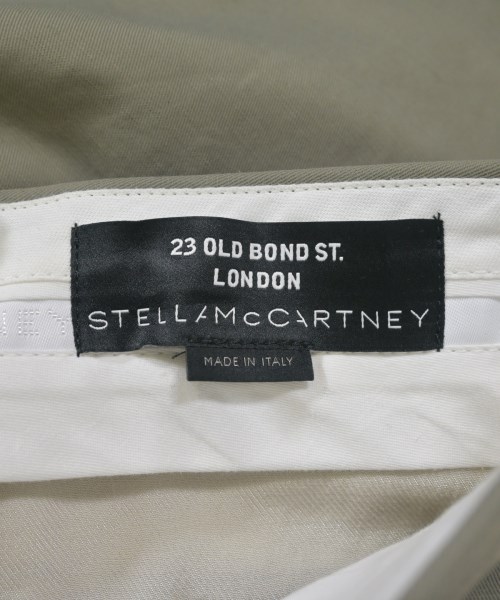 23 OLD BOND ST.
LONDON
STELLAMcCARTNEY
MADE IN ITALY